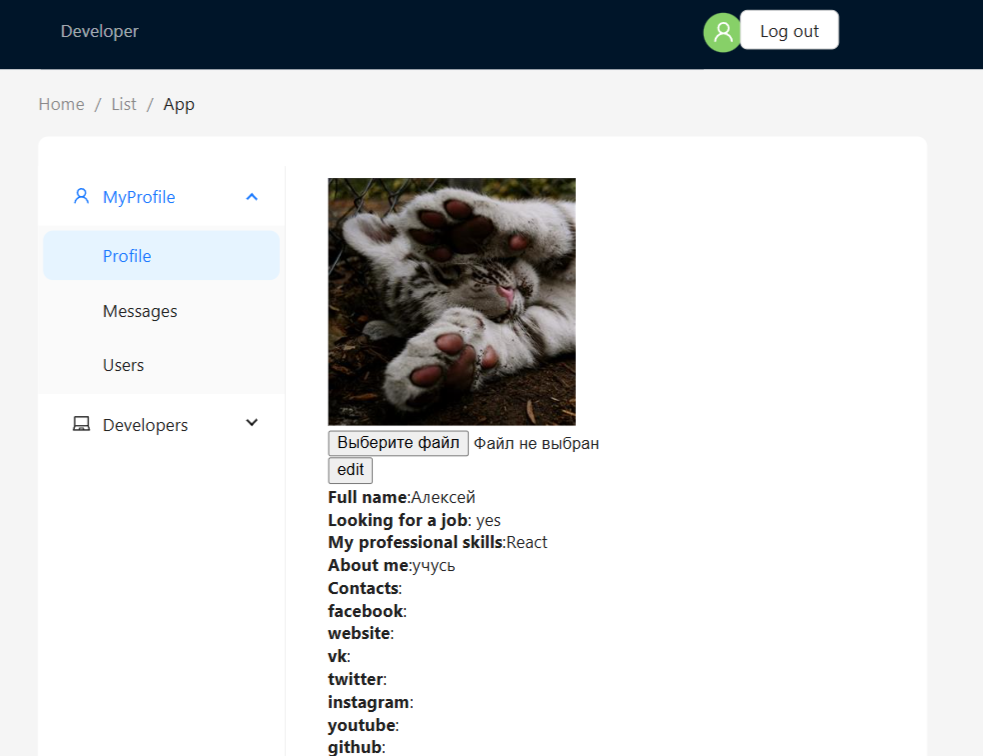 Developer
Log out
Home / List / App
MyProfile
Profile
Messages
Users
Developers
Выберите файл Файл не выбран
edit
Full name:Алексей
Looking for a job: yes
My professional skills:React
About me:учусь
Contacts:
facebook:
website:
vk:
twitter:
instagram:
youtube:
github: